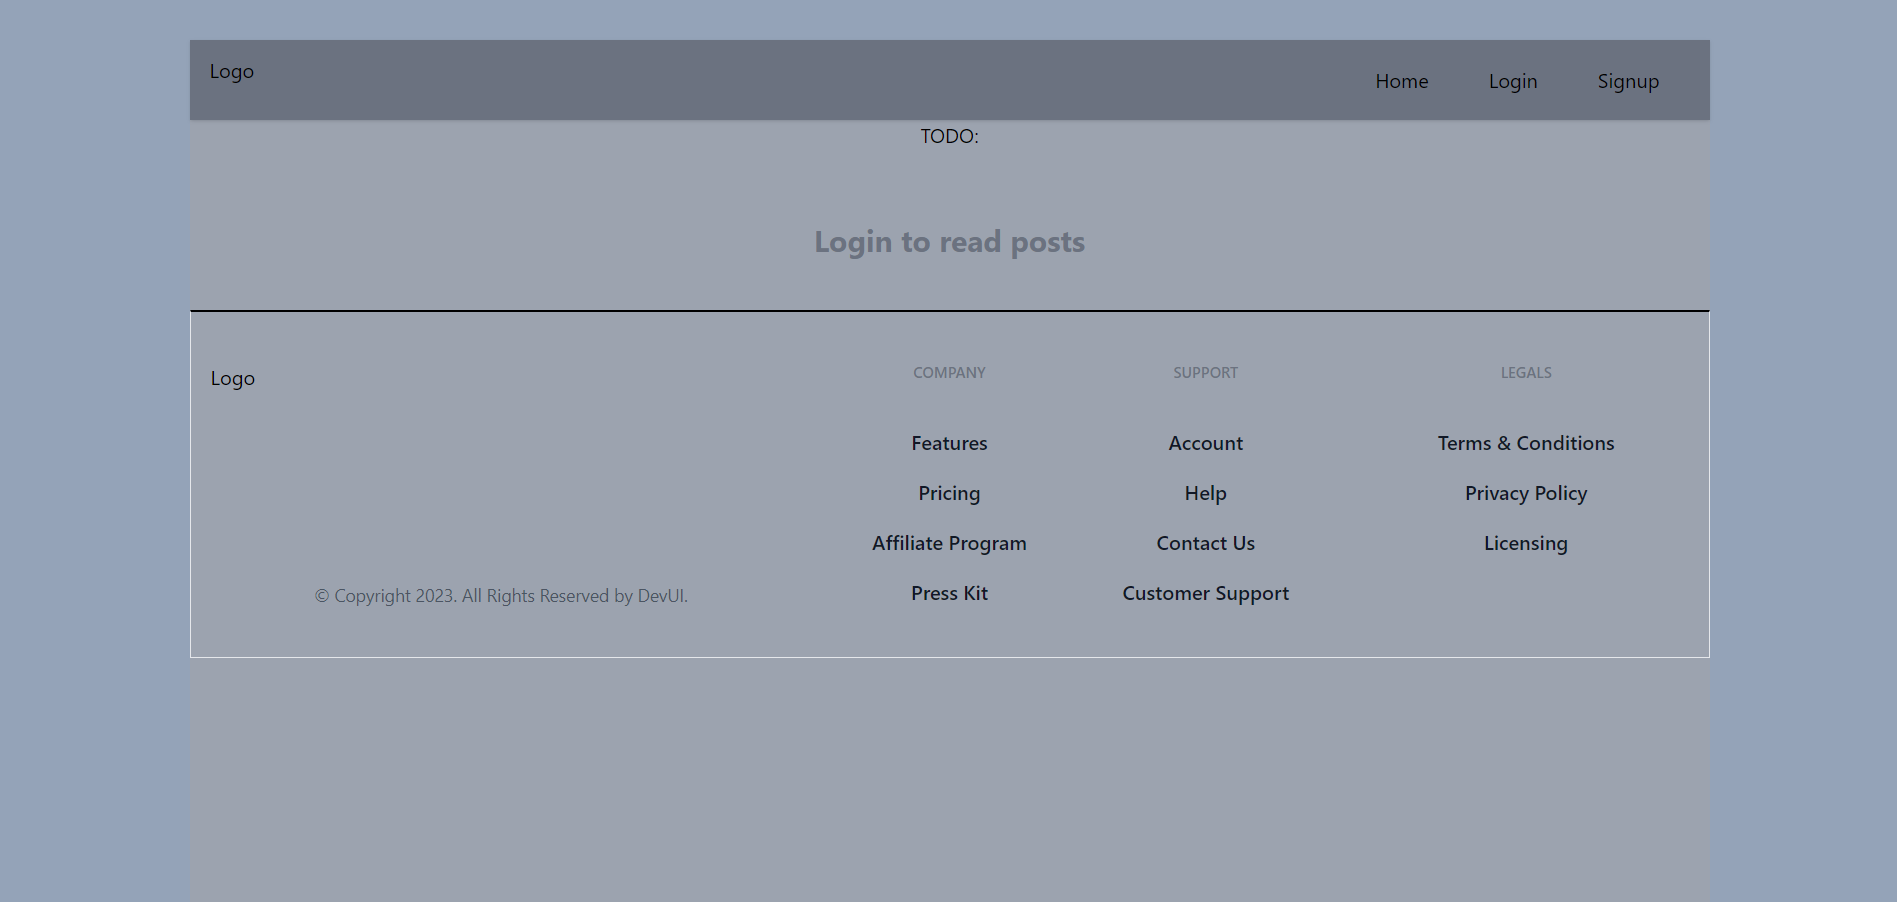 Logo
Home Login Signup
TODO:
Login to read posts
Logo
© Copyright 2023. All Rights Reserved by DevUI.
COMPANY
Features
Pricing
Affiliate Program
Press Kit
SUPPORT
Account
Help
Contact Us
Customer Support
LEGALS
Terms & Conditions
Privacy Policy
Licensing